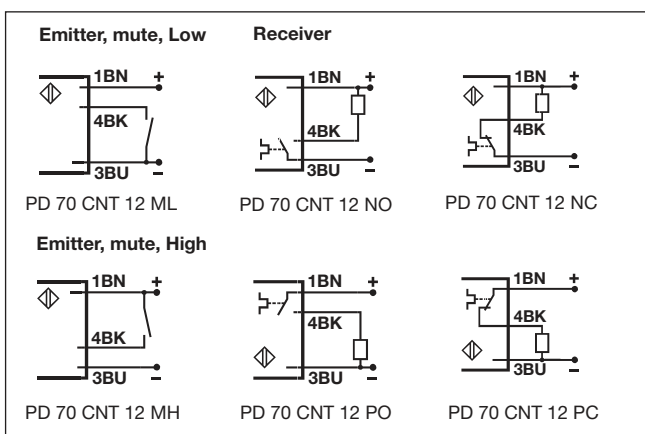 Emitter, mute, Low
Receiver
1BN +
4BK
3BU −
PD 70 CNT 12 ML
1BN +
4BK
3BU −
PD 70 CNT 12 NO
1BN +
4BK
3BU −
PD 70 CNT 12 NC
Emitter, mute, High
1BN +
4BK
3BU −
PD 70 CNT 12 MH
1BN +
4BK
3BU −
PD 70 CNT 12 PO
1BN +
4BK
3BU −
PD 70 CNT 12 PC